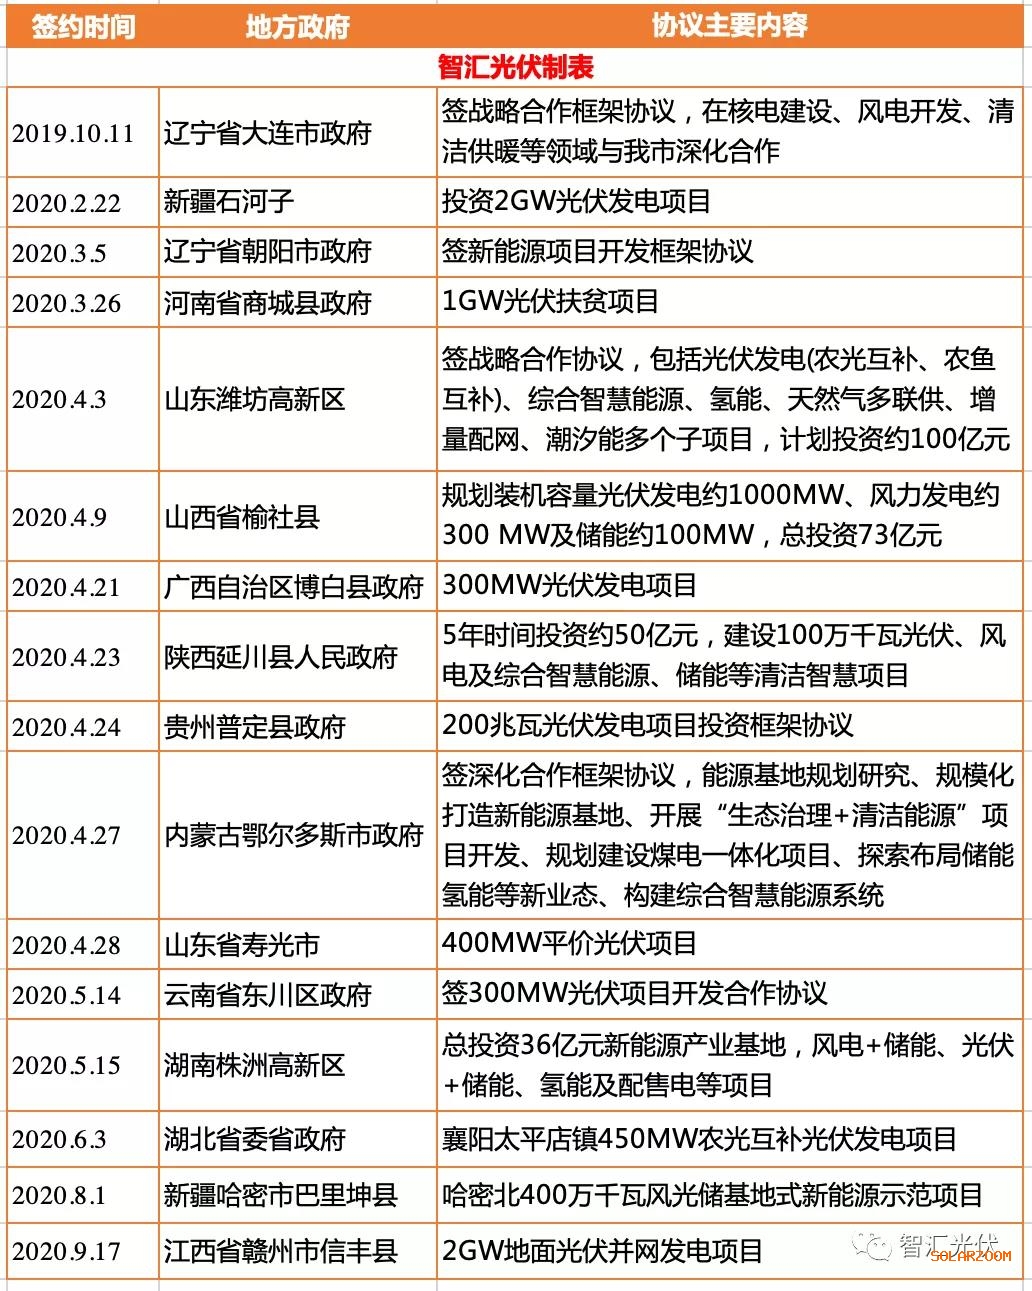 签约时间 地方政府 协议主要内容
智汇光伏制表
2019.10.11 辽宁省大连市政府 签战略合作框架协议，在核电建设、风电开发、清
洁供暖等领域与我市深化合作
2020.2.22 新疆石河子 投资2GW光伏发电项目
2020.3.5 辽宁省朝阳市政府 签新能源项目开发框架协议
2020.3.26 河南省商城县政府 1GW光伏扶贫项目
2020.4.3 山东潍坊高新区 签战略合作协议，包括光伏发电(农光互补、农鱼
互补)、综合智慧能源、氢能、天然气多联供、增
量配网、潮汐能多个子项目，计划投资约100亿元
2020.4.9 山西省榆社县 规划装机容量光伏发电约1000MW、风力发电约
300 MW及储能约100MW，总投资73亿元
2020.4.21 广西自治区博白县政府 300MW光伏发电项目
2020.4.23 陕西延川县人民政府 5年时间投资约50亿元，建设100万千瓦光伏、风
电及综合智慧能源、储能等清洁智慧项目
2020.4.24 贵州普定县政府 200兆瓦光伏发电项目投资框架协议
2020.4.27 内蒙古鄂尔多斯市政府 签深化合作框架协议，能源基地规划研究、规模化
打造新能源基地、开展“生态治理+清洁能源”项
目开发、规划建设煤电一体化项目、探索布局储能
氢能等新业态、构建综合智慧能源系统
2020.4.28 山东省寿光市 400MW平价光伏项目
2020.5.14 云南省东川区政府 签300MW光伏项目开发合作协议
2020.5.15 湖南株洲高新区 总投资36亿元新能源产业基地，风电+储能、光伏
+储能、氢能及配售电等项目
2020.6.3 湖北省委省政府 襄阳太平店镇450MW农光互补光伏发电项目
2020.8.1 新疆哈密市巴里坤县 哈密北400万千瓦风光储基地式新能源示范项目
2020.9.17 江西省赣州市信丰县 2GW地面光伏并网发电项目
智汇光伏
SOLARZOOM